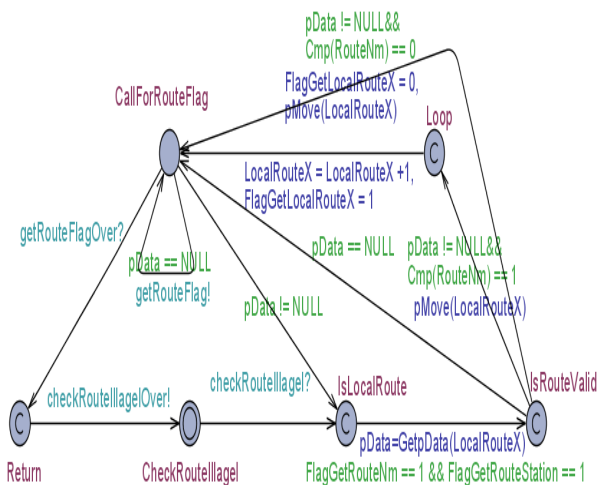 pData != NULL&&
Cmp(RouteNm) == 0
FlagGetLocalRouteX = 0,
pMove(LocalRouteX)
CallForRouteFlag
Loop
C
LocalRouteX = LocalRouteX +1,
FlagGetLocalRouteX = 1
getRouteFlagOver?
pData == NULL
getRouteFlag!
pData == NULL
pData != NULL&&
Cmp(RouteNm) == 1
pMove(LocalRouteX)
pData != NULL
checkRouteIllagelOver!
checkRouteIllagel?
IsLocalRoute
IsRouteValid
C
C
C
pData=GetpData(LocalRouteX)
Return
CheckRouteIllagel
FlagGetRouteNm == 1 && FlagGetRouteStation == 1